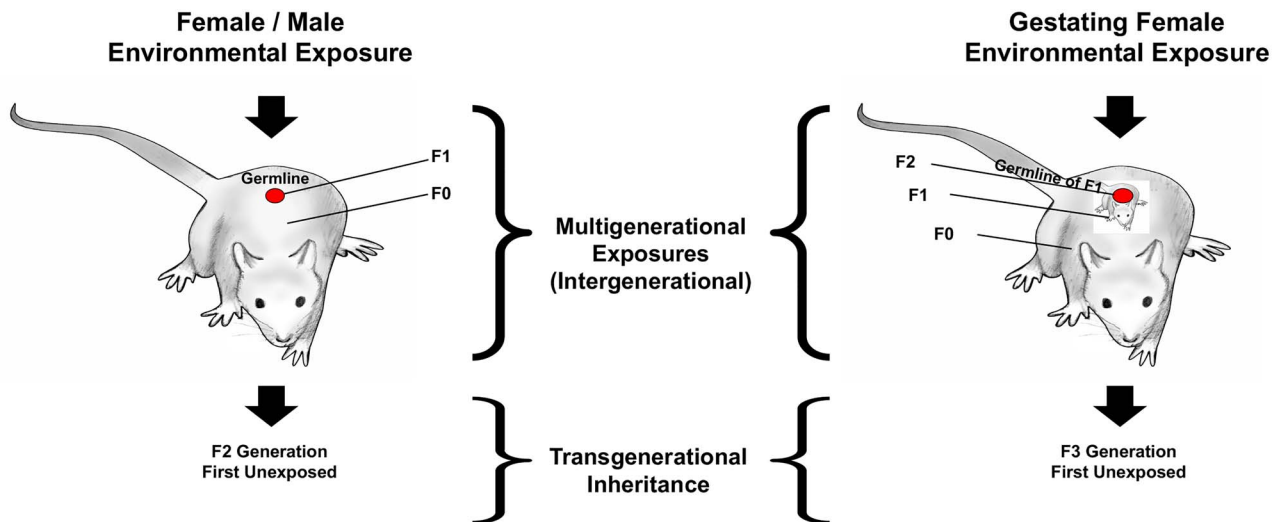 Female / Male
Environmental Exposure
Germline
F1
F0
F2 Generation
First Unexposed
Multigenerational
Exposures
(Intergenerational)
Transgenerational
Inheritance
Gestating Female
Environmental Exposure
F2
Germline of F1
F1
F0
F3 Generation
First Unexposed